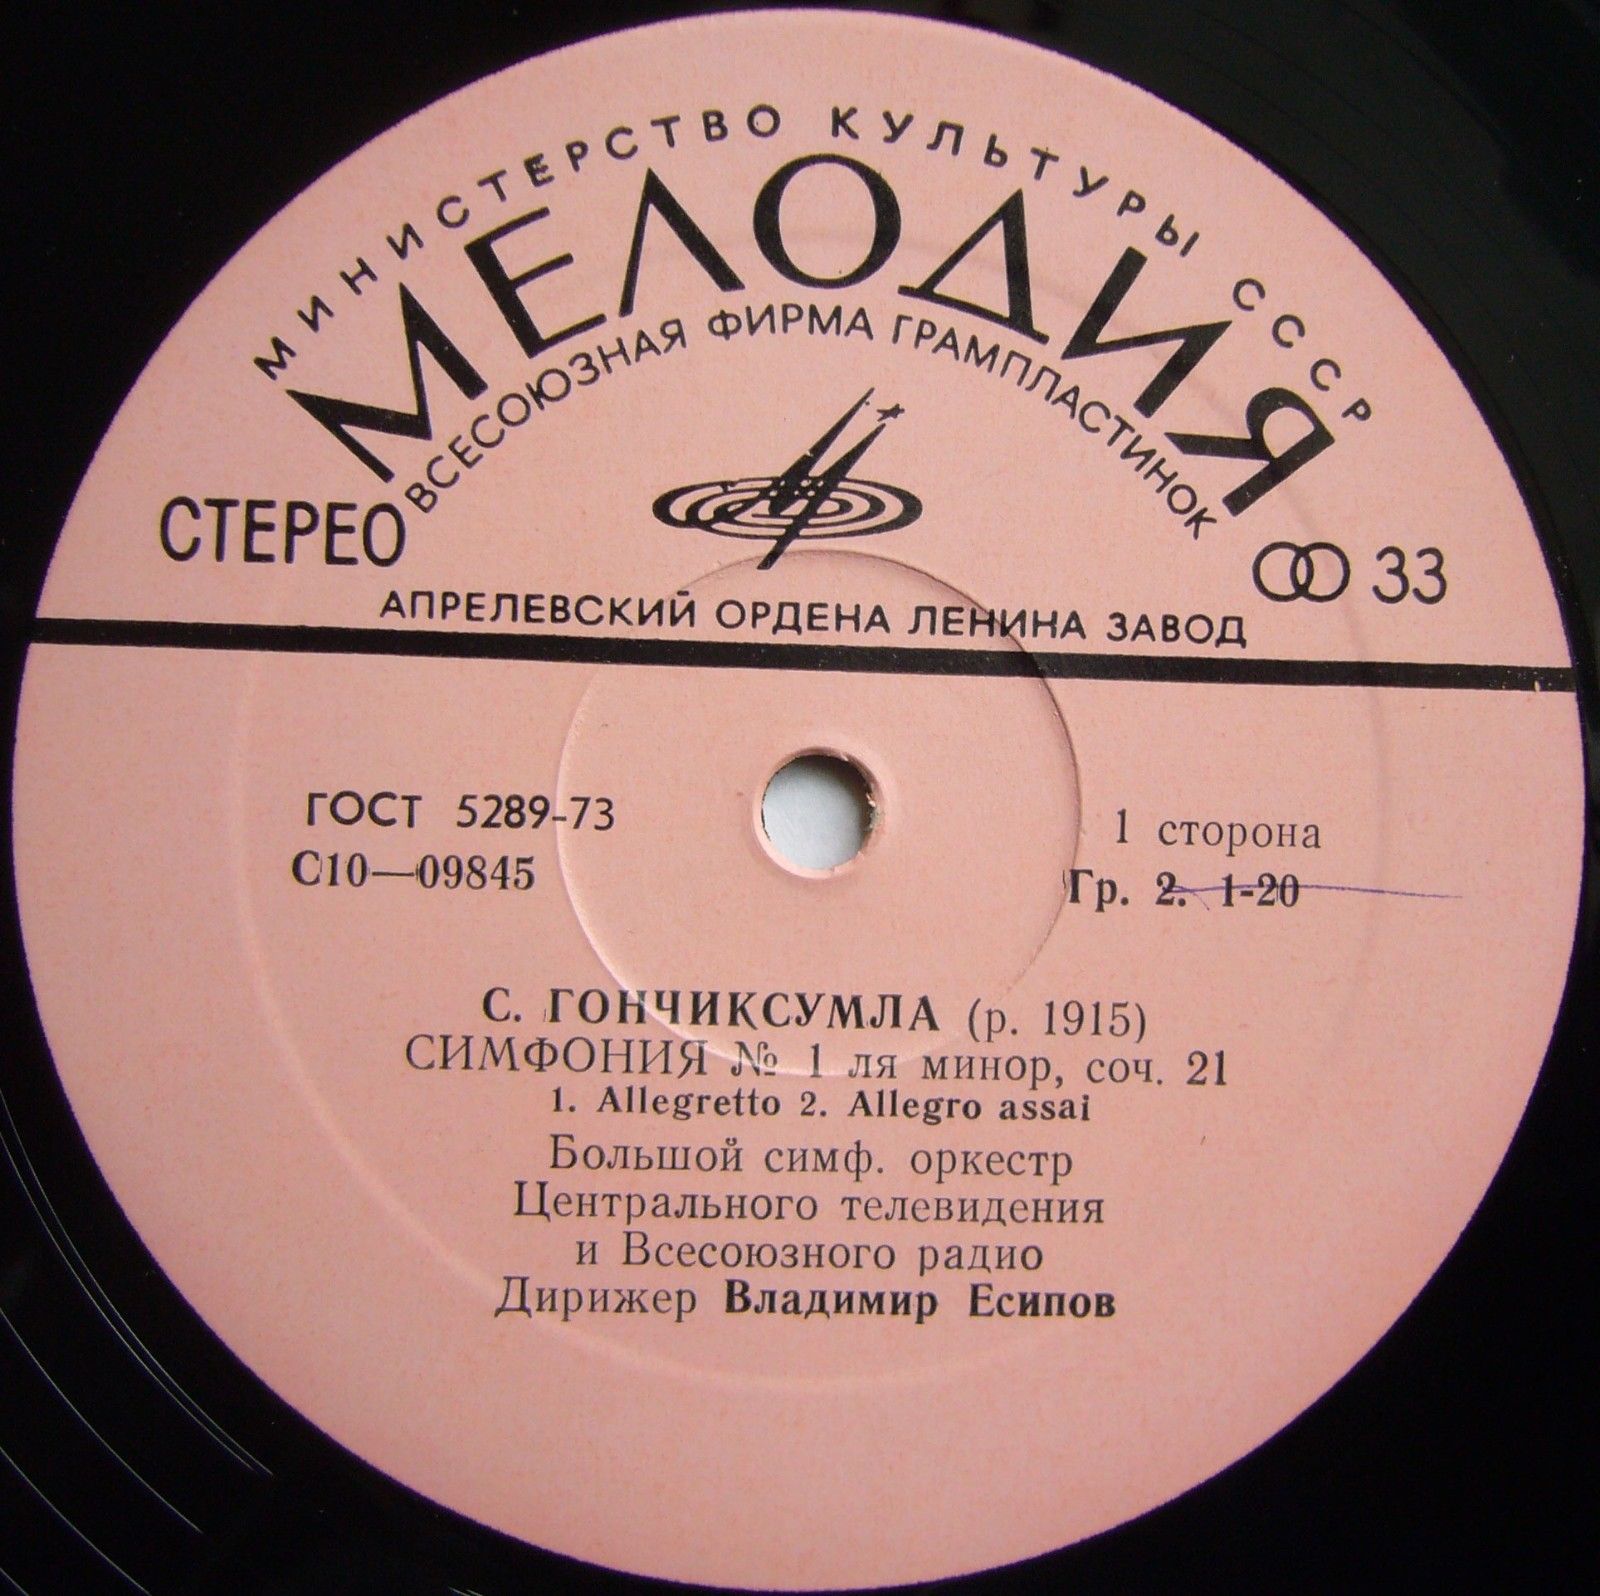 МИНИСТЕРСТВО КУЛЬТУРЫ СССР
МЕЛОДИЯ
ВСЕСОЮЗНАЯ ФИРМА ГРАМПЛАСТИНОК
СТЕРЕО
33
АПРЕЛЕВСКИЙ ОРДЕНА ЛЕНИНА ЗАВОД
ГОСТ 5289-73
1 сторона
С10—09845
Гр. 2. 1-20
С. ГОНЧИКСУМЛА (р. 1915)
СИМФОНИЯ № 1 ля минор, соч. 21
1. Allegretto 2. Allegro assai
Большой симф. оркестр
Центрального телевидения
и Всесоюзного радио
Дирижер Владимир Есипов